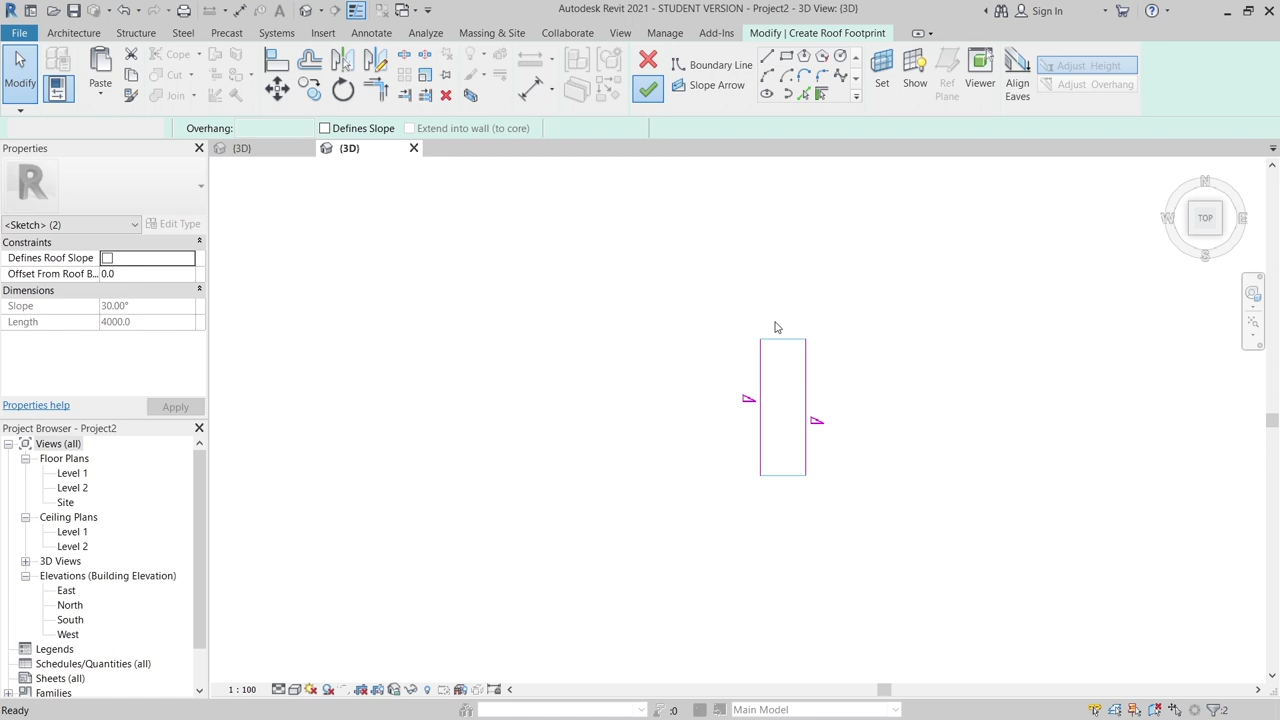 Autodesk Revit 2021 - STUDENT VERSION - Project2 - 3D View: {3D}
Sign In
File Architecture Structure Steel Precast Systems Insert Annotate Analyze Massing & Site Collaborate View Manage Add-Ins Modify | Create Roof Footprint
Modify
Paste
Cope
Cut
Join
Boundary Line
Slope Arrow
Set
Show
Ref Plane
Viewer
Align Eaves
Adjust Height
Adjust Overhang
Overhang: Defines Slope Extend into wall (to core)
Properties
{3D} {3D}
R
<Sketch> (2) Edit Type
Constraints
Defines Roof Slope
Offset From Roof B... 0.0
Dimensions
Slope 30.00°
Length 4000.0
Properties help Apply
Project Browser - Project2
Views (all)
Floor Plans
Level 1
Level 2
Site
Ceiling Plans
Level 1
Level 2
3D Views
Elevations (Building Elevation)
East
North
South
West
Legends
Schedules/Quantities (all)
Sheets (all)
Families
N
W TOP E
S
1 : 100
Ready :0 Main Model :2